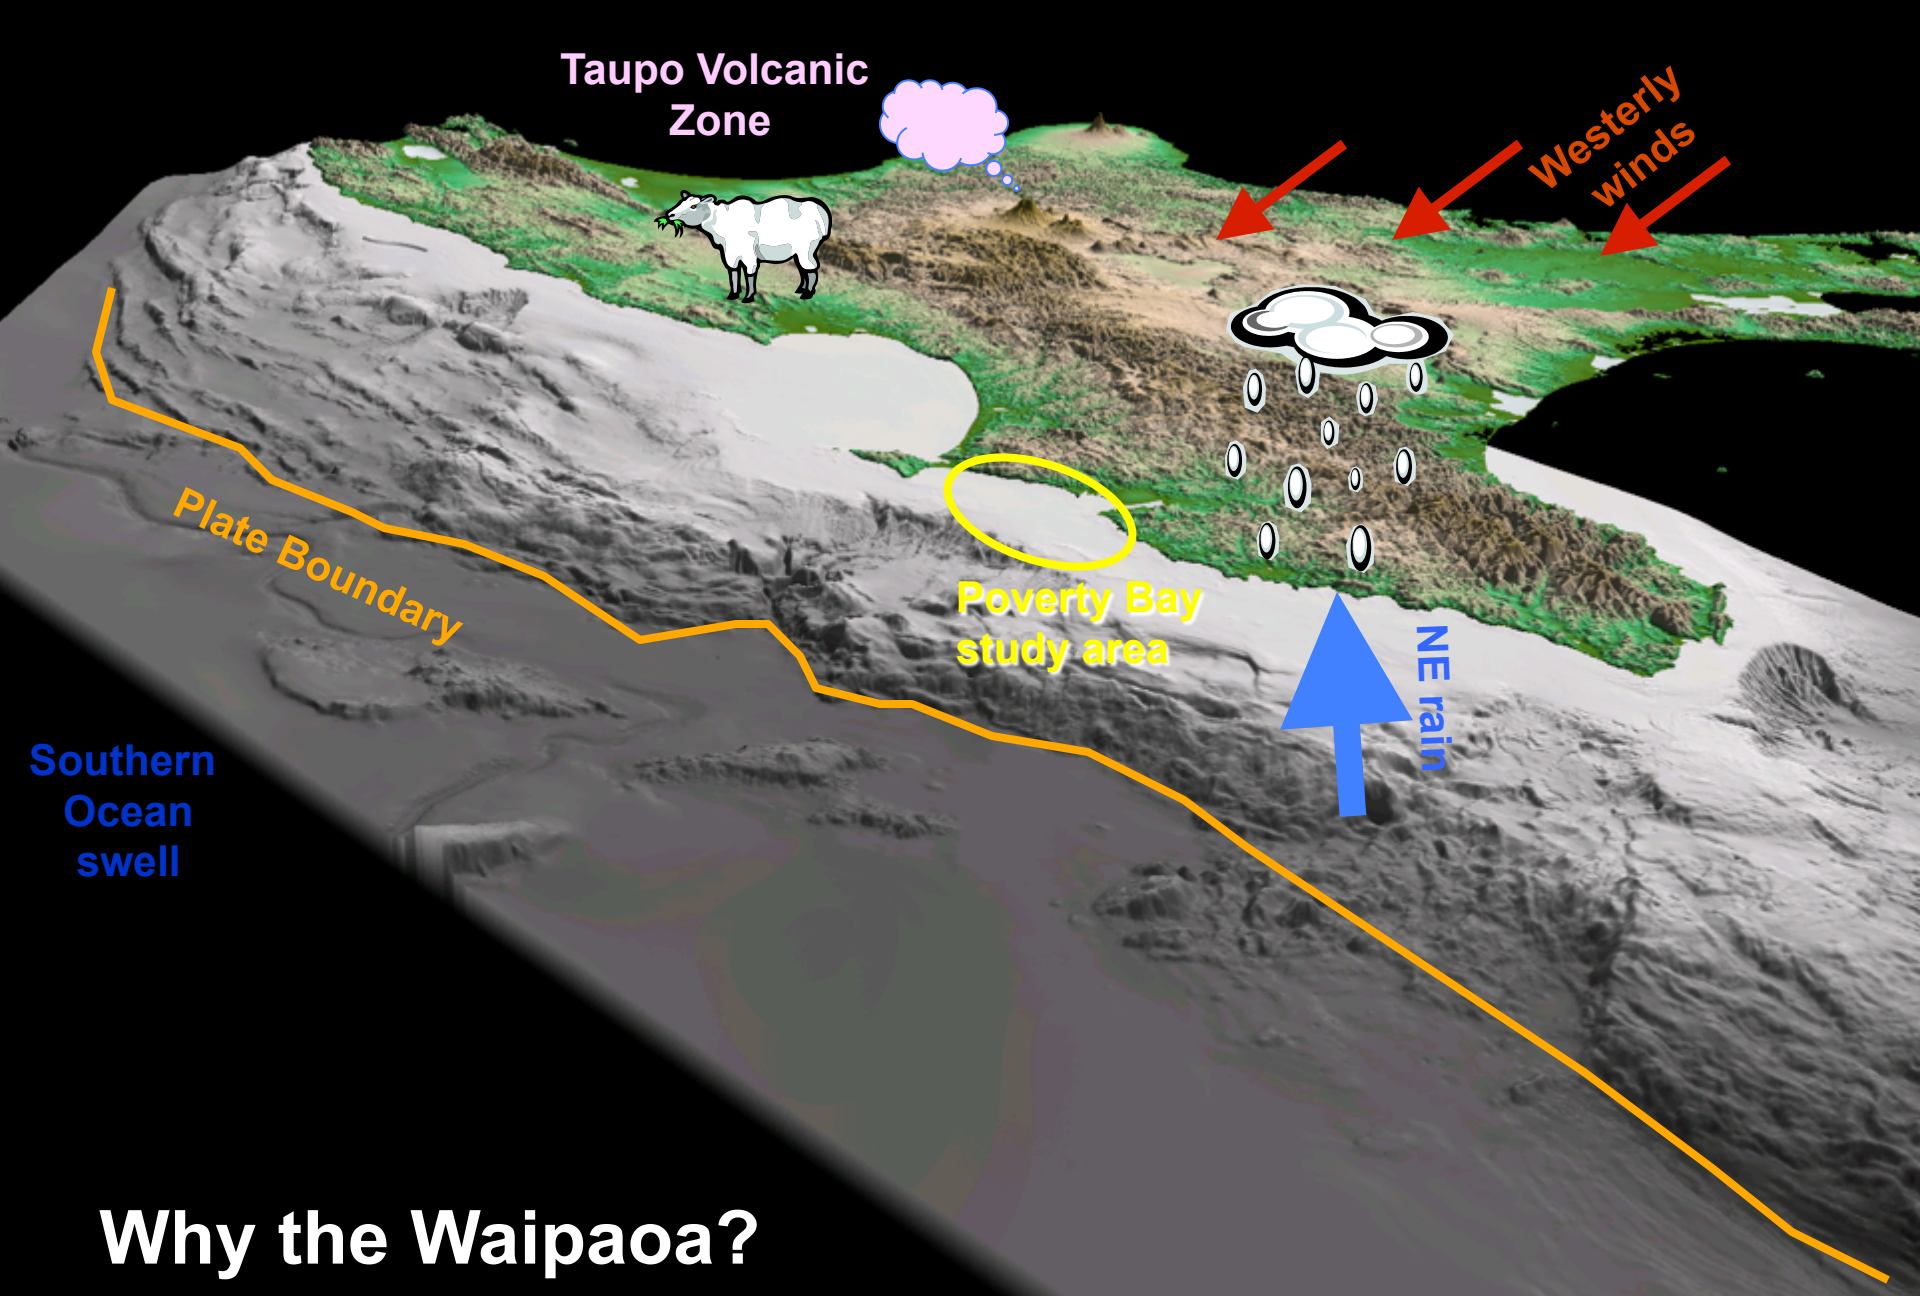 Taupo Volcanic
Zone
Westerly
winds
Plate Boundary
Poverty Bay
study area
NE rain
Southern
Ocean
swell
Why the Waipaoa?